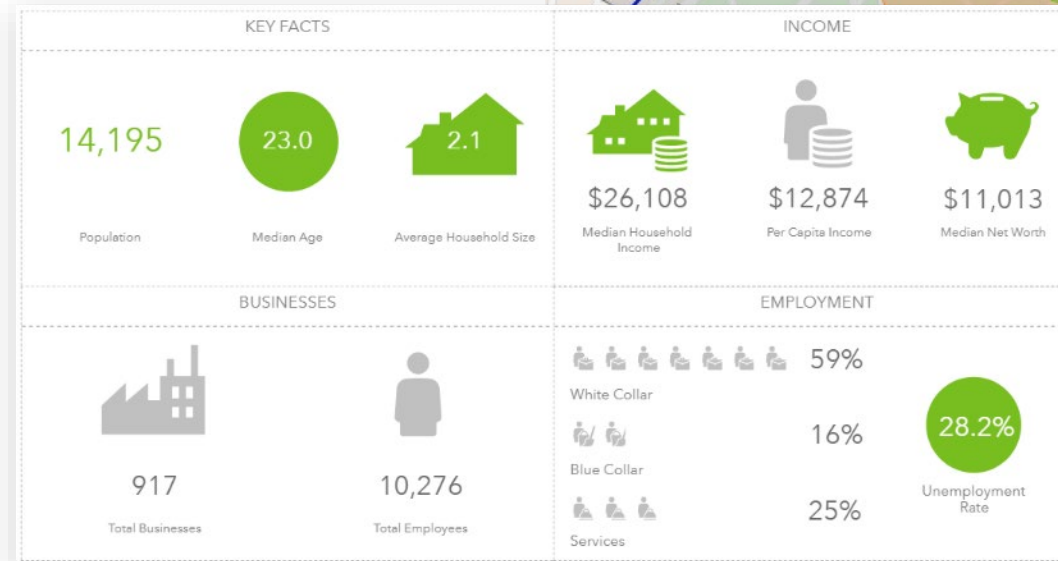 KEY FACTS
14,195
23.0
2.1
Population
Median Age
Average Household Size
INCOME
$26,108
$12,874
$11,013
Median Household
Income
Per Capita Income
Median Net Worth
BUSINESSES
917
10,276
Total Businesses
Total Employees
EMPLOYMENT
59%
White Collar
16%
Blue Collar
25%
Services
28.2%
Unemployment
Rate